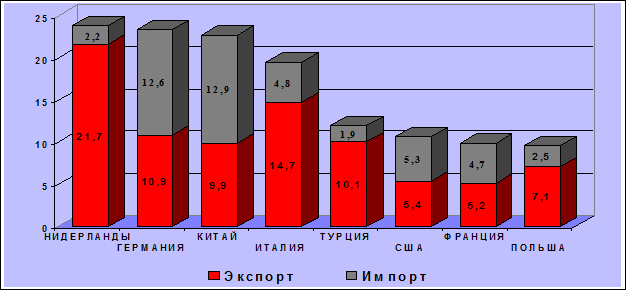 25
20
15
10
5
0
2,2
12,6
12,9
4,8
1,9
5,3
4,7
2,5
21,7
10,9
9,9
14,7
10,1
5,4
5,2
7,1
НИДЕРЛАНДЫ
ГЕРМАНИЯ
КИТАЙ
ИТАЛИЯ
ТУРЦИЯ
США
ФРАНЦИЯ
ПОЛЬША
Экспорт Импорт